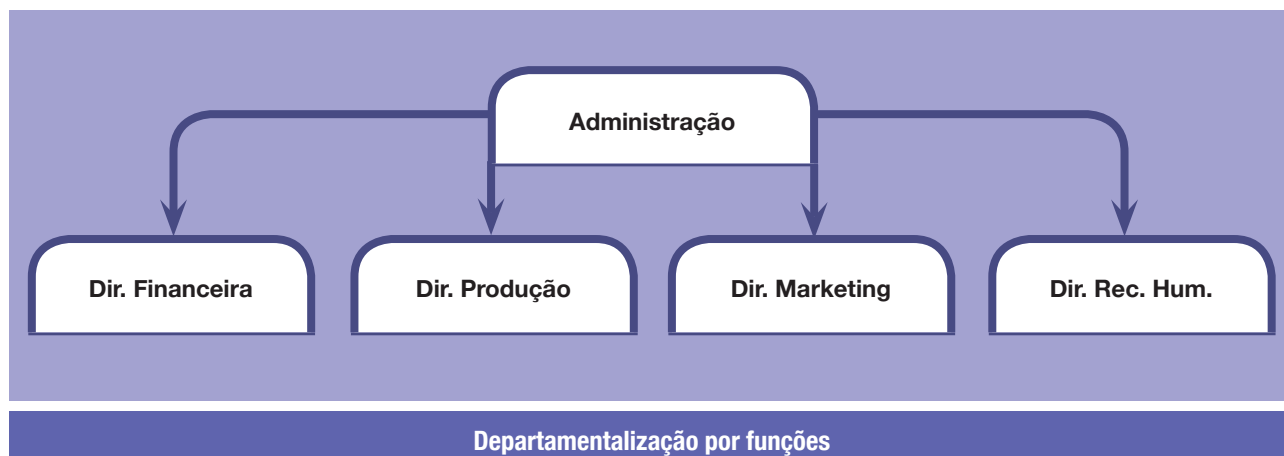 Administração
Dir. Financeira
Dir. Produção
Dir. Marketing
Dir. Rec. Hum.
Departamentalização por funções